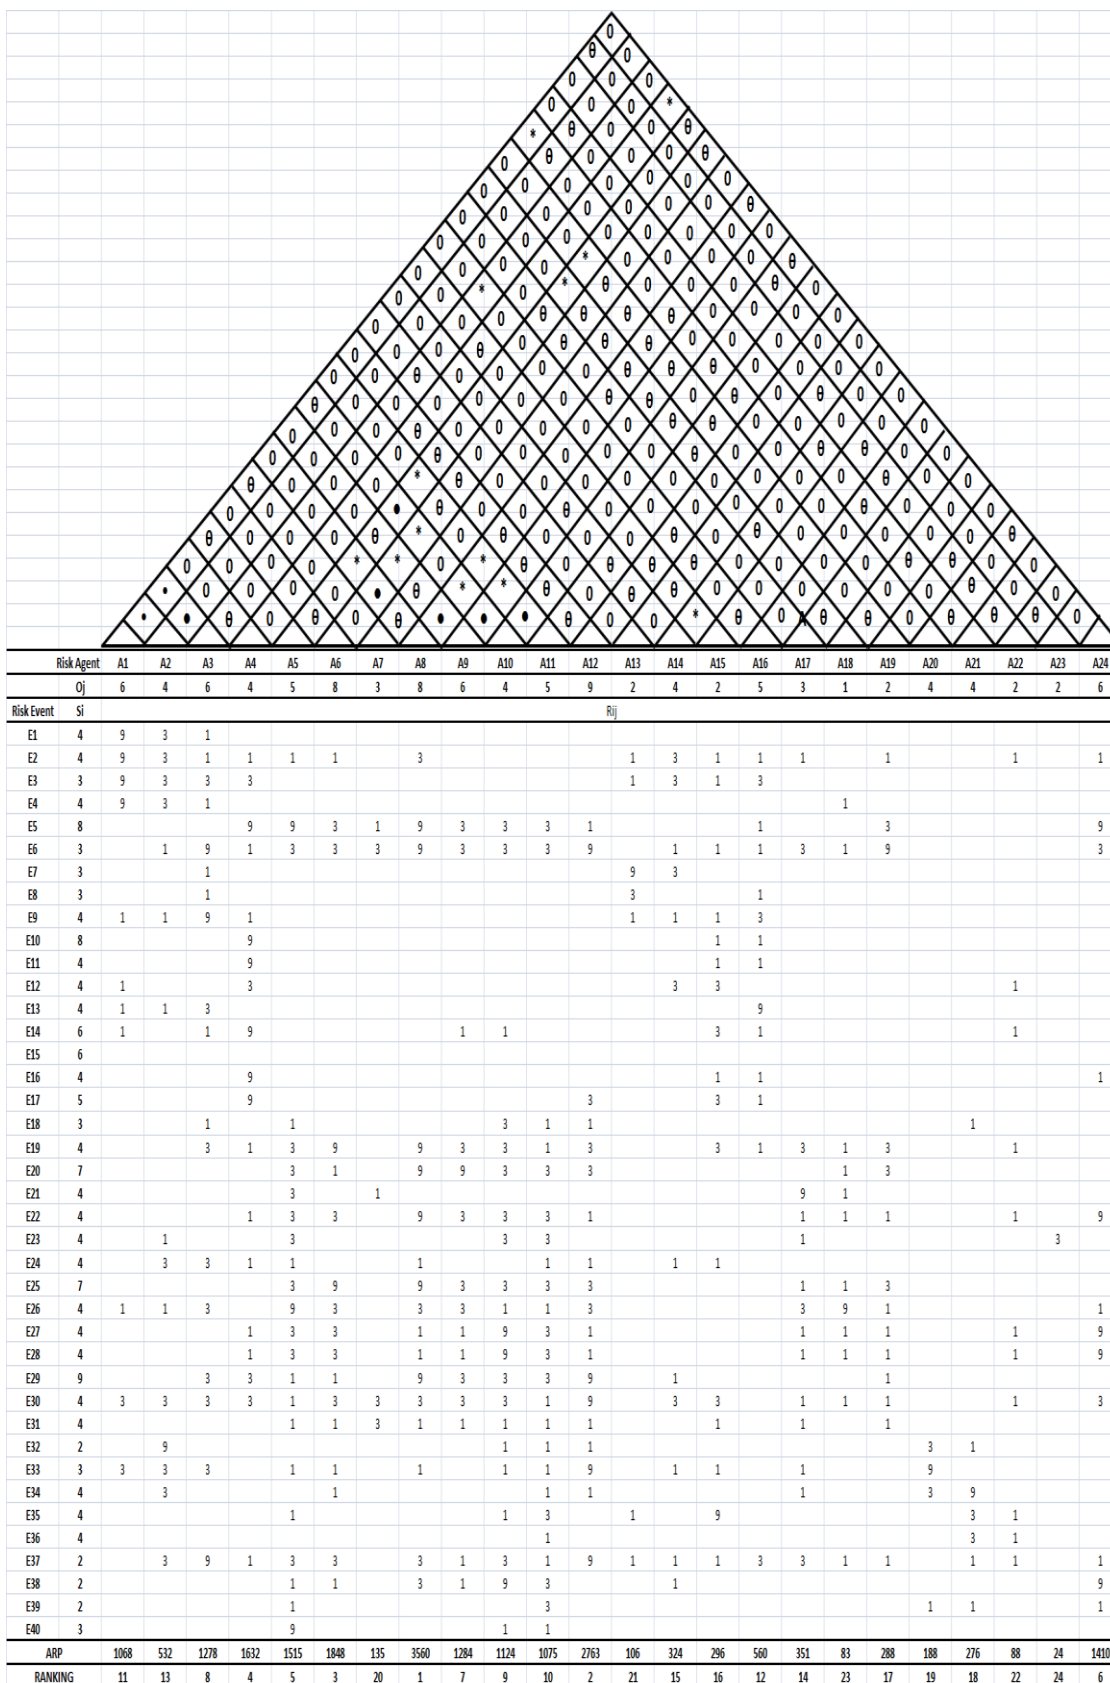 Risk Agent A1 A2 A3 A4 A5 A6 A7 A8 A9 A10 A11 A12 A13 A14 A15 A16 A17 A18 A19 A20 A21 A22 A23 A24
Oj 6 4 6 4 5 8 3 8 6 4 5 9 2 4 2 5 3 1 2 4 4 2 2 6
Risk Event Si Rij
E1 4 9 3 1
E2 4 9 3 1 1 1 1 3 1 3 1 1 1 1 1 1
E3 3 9 3 3 3 1 3 1 3
E4 4 9 3 1 1
E5 8 9 9 3 1 9 3 3 3 1 1 3 9
E6 3 1 9 1 3 3 3 9 3 3 3 9 1 1 1 3 1 9 3
E7 3 1 9 3
E8 3 1 3 1
E9 4 1 1 9 1 1 1 1 3
E10 8 9 1 1
E11 4 9 1 1
E12 4 1 3 3 3 1
E13 4 1 1 3 9
E14 6 1 1 9 1 1 3 1 1
E15 6
E16 4 9 1 1 1
E17 5 9 3 3 1
E18 3 1 1 3 1 1 1
E19 4 3 1 3 9 9 3 3 1 3 3 1 3 1 3 1
E20 7 3 1 9 9 3 3 3 1 3
E21 4 3 1 9 1
E22 4 1 3 3 9 3 3 3 1 1 1 1 1 9
E23 4 1 3 3 3 1 3
E24 4 3 3 1 1 1 1 1 1 1
E25 7 3 9 9 3 3 3 3 1 1 3
E26 4 1 1 3 9 3 3 3 1 1 3 3 9 1 1
E27 4 1 3 3 1 1 9 3 1 1 1 1 1 9
E28 4 1 3 3 1 1 9 3 1 1 1 1 1 9
E29 9 3 3 1 1 9 3 3 3 9 1 1
E30 4 3 3 3 3 1 3 3 3 3 3 1 9 3 3 1 1 1 1 3
E31 4 1 1 3 1 1 1 1 1 1 1 1
E32 2 9 1 1 1 3 1
E33 3 3 3 3 1 1 1 1 1 9 1 1 1 9
E34 4 3 1 1 1 1 3 9
E35 4 1 1 3 1 9 3 1
E36 4 1 3 1
E37 2 3 9 1 3 3 3 1 3 1 9 1 1 1 3 3 1 1 1 1 1
E38 2 1 1 3 1 9 3 1 9
E39 2 1 3 1 1 1
E40 3 9 1 1
ARP 1068 532 1278 1632 1515 1848 135 3560 1284 1124 1075 2763 106 324 296 560 351 83 288 188 276 88 24 1410
RANKING 11 13 8 4 5 3 20 1 7 9 10 2 21 15 16 12 14 23 17 19 18 22 24 6